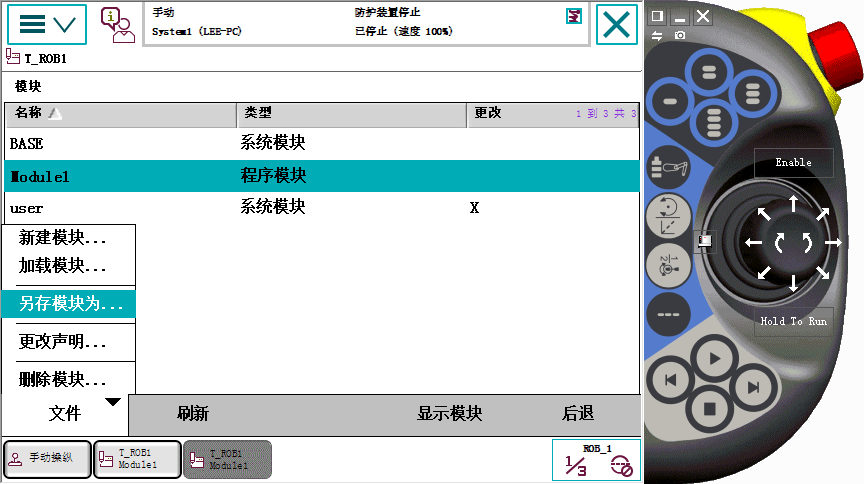 手动
防护装置停止
System1 (LEE-PC)
已停止 (速度 100%)
T_ROB1
模块
名称
类型
更改
1 到 3 共 3
BASE
系统模块
Module1
程序模块
user
系统模块
X
新建模块...
加载模块...
另存模块为...
更改声明...
删除模块...
文件
刷新
显示模块
后退
手动操纵
T_ROB1
Module1
T_ROB1
Module1
ROB_1
1/3
Enable
Hold To Run